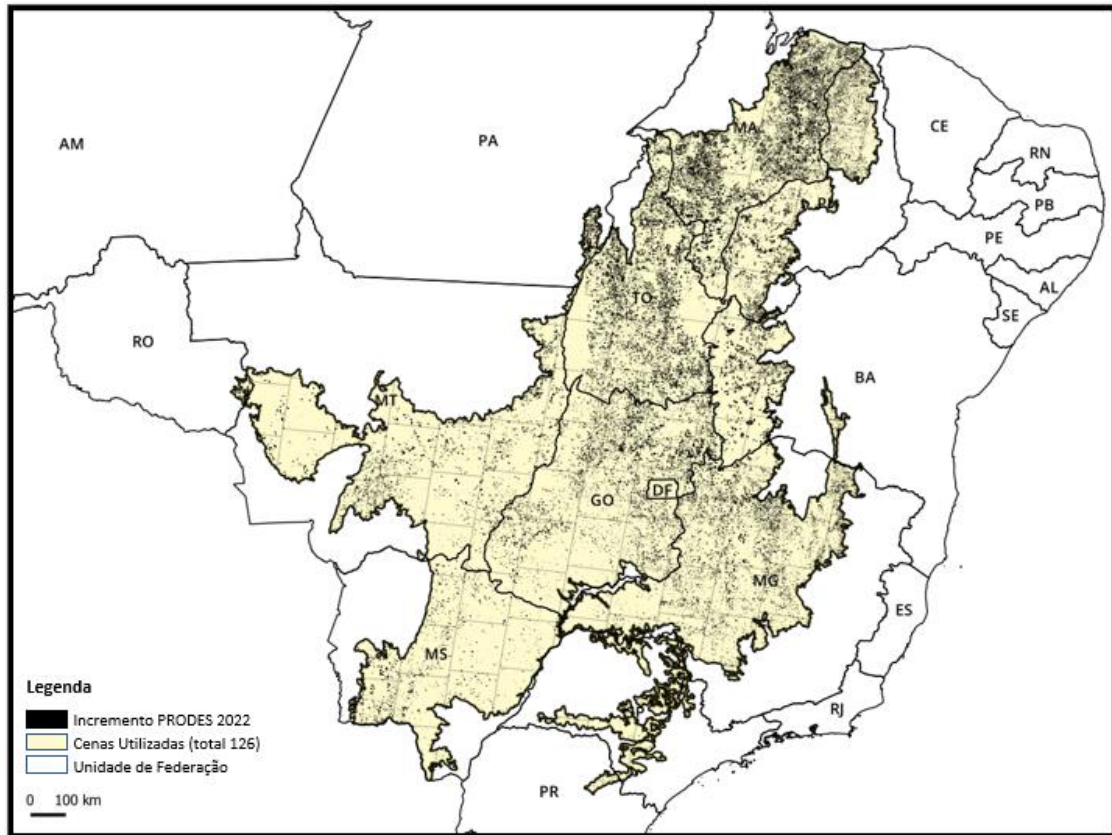 AM
PA
MA
CE
RN
PB
PE
AL
SE
TO
RO
BA
MT
GO
DF
MG
ES
MS
RJ
PR
Legenda
Incremento PRODES 2022
Cenas Utilizadas (total 126)
Unidade de Federação
0 100 km